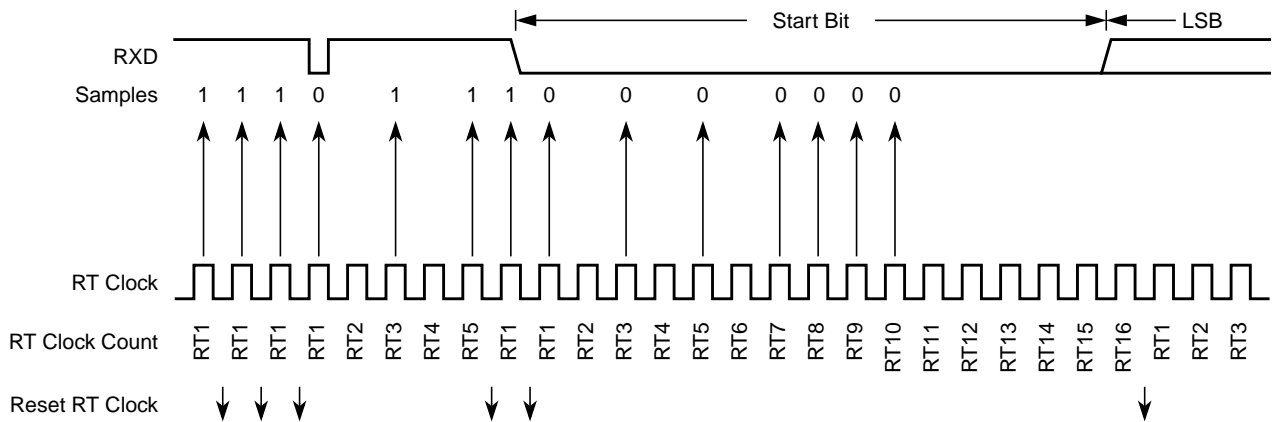 Start Bit LSB
RXD
Samples 1 1 1 0 1 1 1 0 0 0 0 0 0 0
RT Clock
RT Clock Count RT1 RT1 RT1 RT1 RT2 RT3 RT4 RT5 RT1 RT1 RT2 RT3 RT4 RT5 RT6 RT7 RT8 RT9 RT10 RT11 RT12 RT13 RT14 RT15 RT16 RT1 RT2 RT3
Reset RT Clock